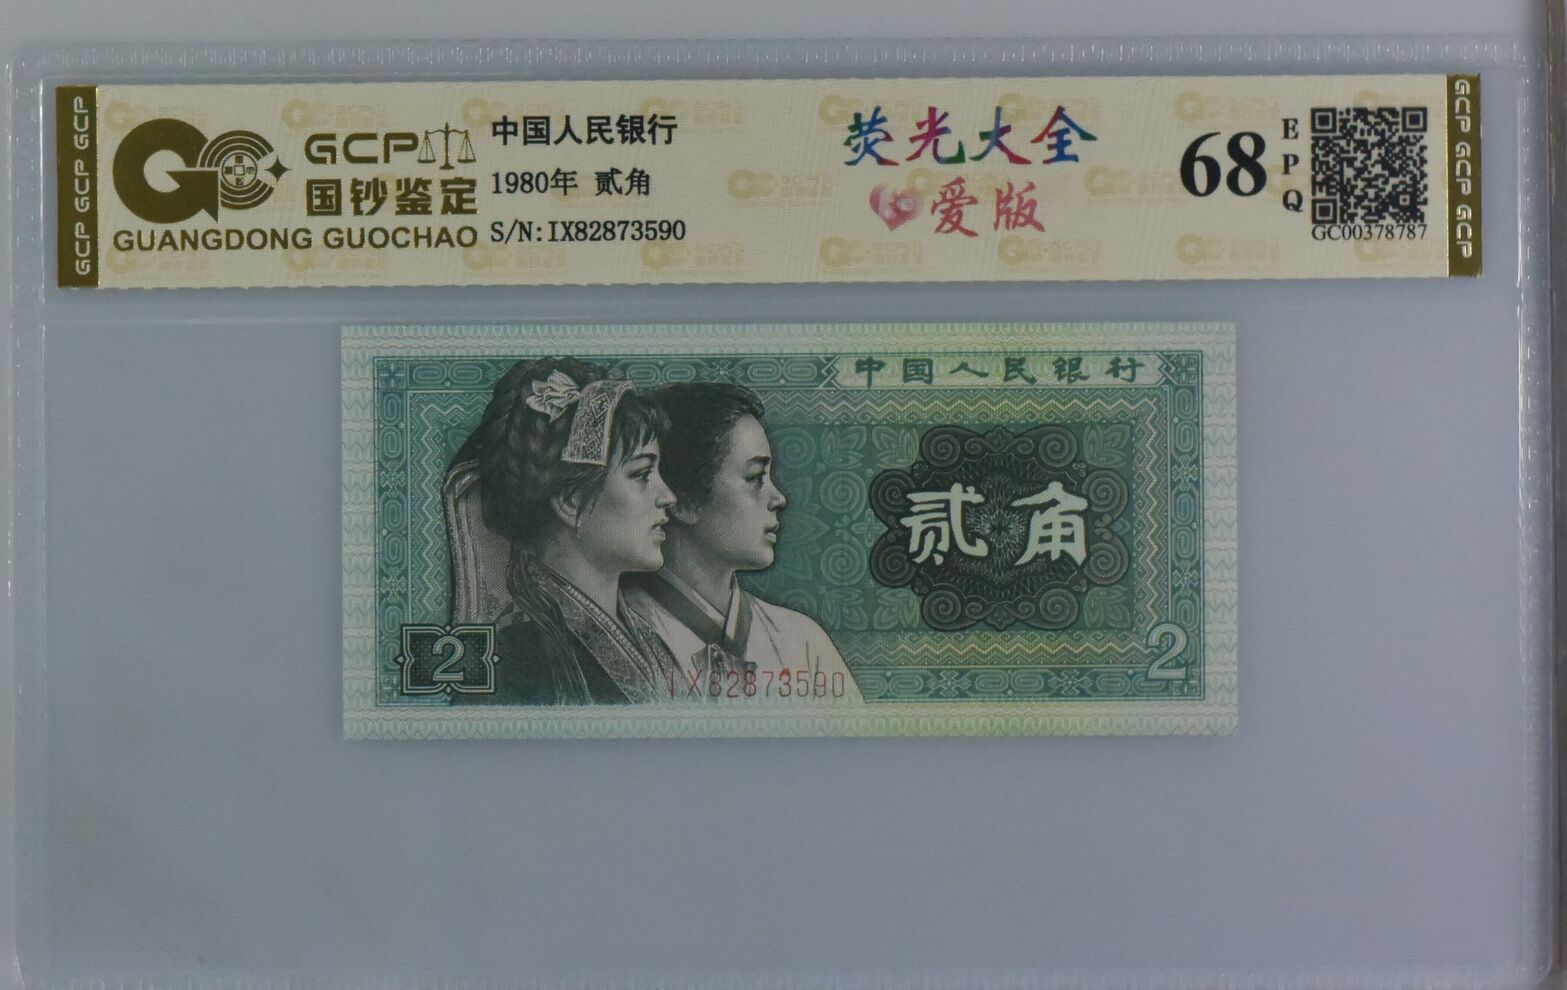 GCP GCP GCP
GCP
国钞鉴定
GUANGDONG GUOCHAO
中国人民银行
1980年 贰角
S/N:IX82873590
荧光大全
爱版
68
EPQ
GC00378787
GCP GCP GCP
中国人民银行
贰角
2
2
IX82873590